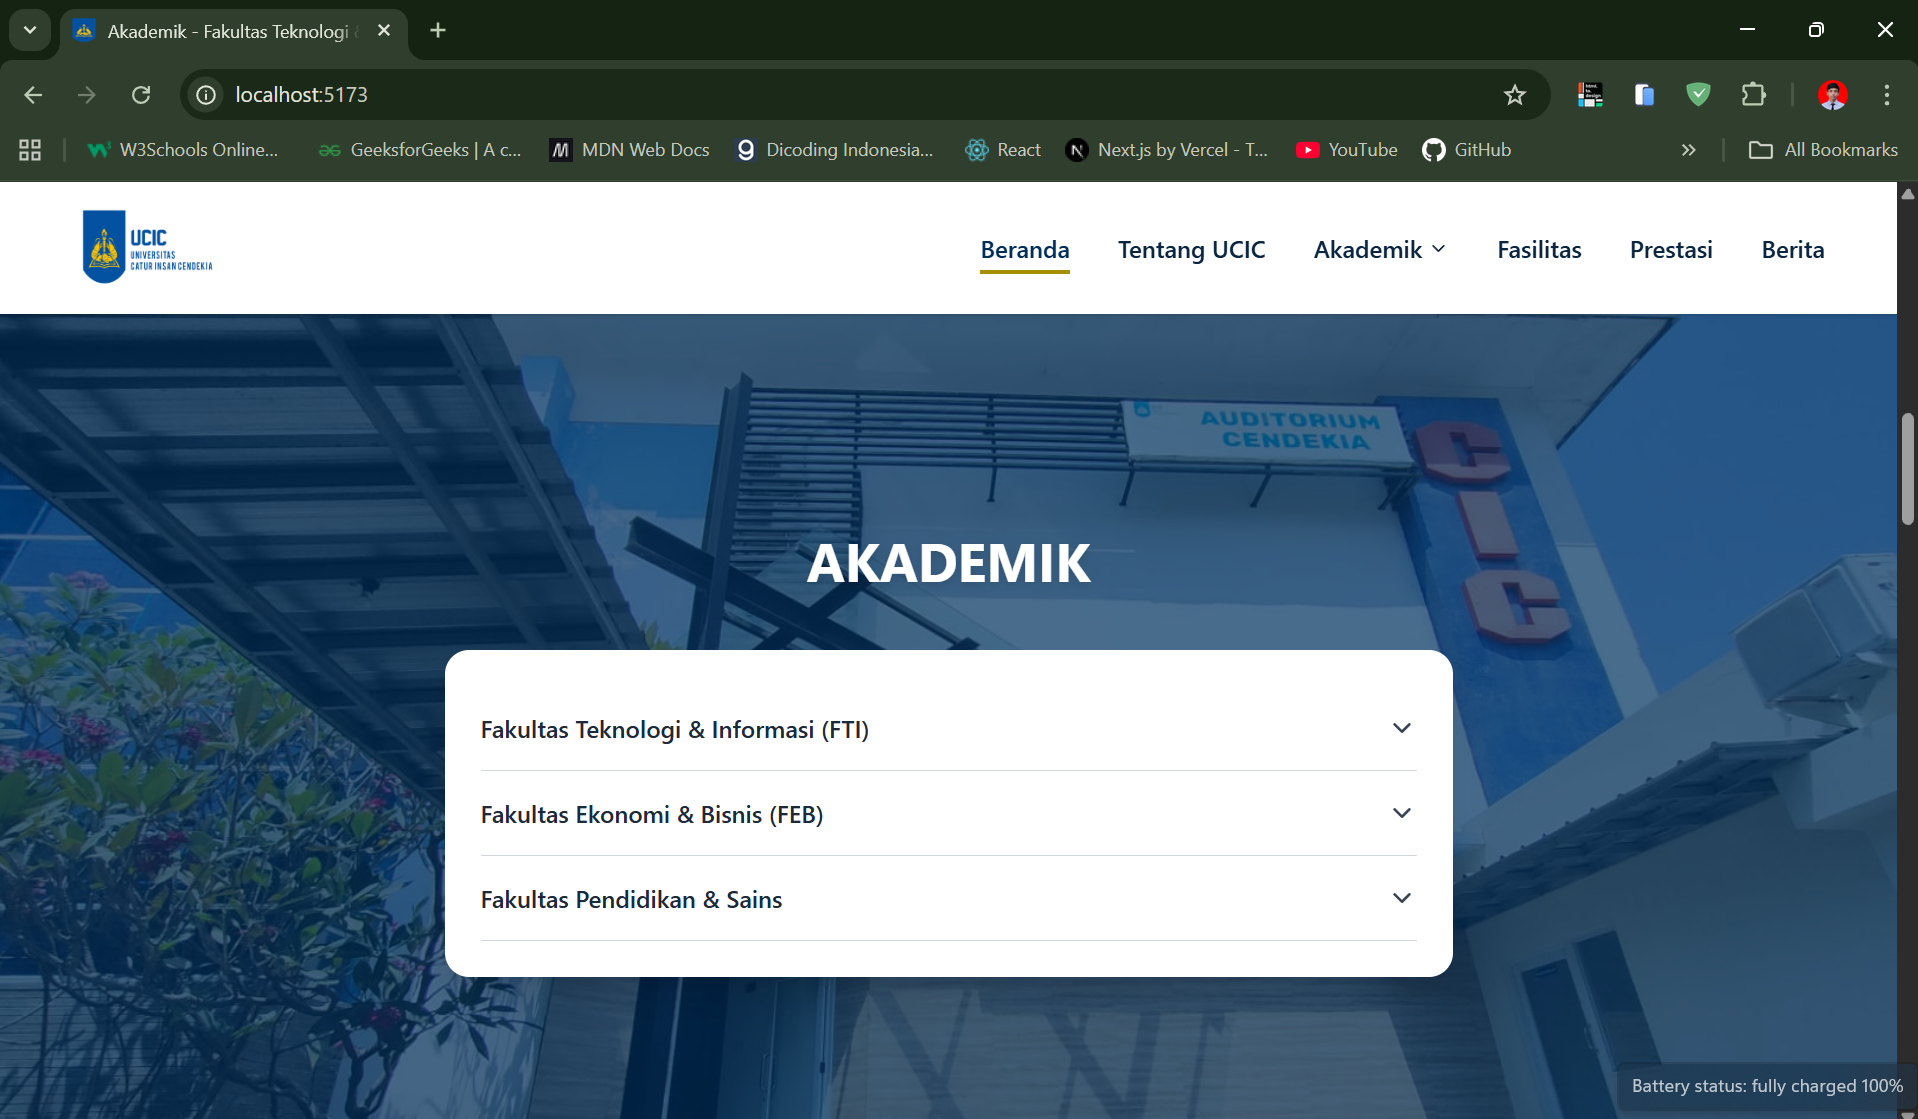 Akademik - Fakultas Teknologi
localhost:5173
W3Schools Online...
GeeksforGeeks | A c...
MDN Web Docs
Dicoding Indonesia...
React
Next.js by Vercel - T...
YouTube
GitHub
All Bookmarks
UCIC
UNIVERSITAS
CATUR INSAN CENDEKIA
Beranda
Tentang UCIC
Akademik
Fasilitas
Prestasi
Berita
AUDITORIUM
CENDEKIA
CIC
AKADEMIK
Fakultas Teknologi & Informasi (FTI)
Fakultas Ekonomi & Bisnis (FEB)
Fakultas Pendidikan & Sains
Battery status: fully charged 100%